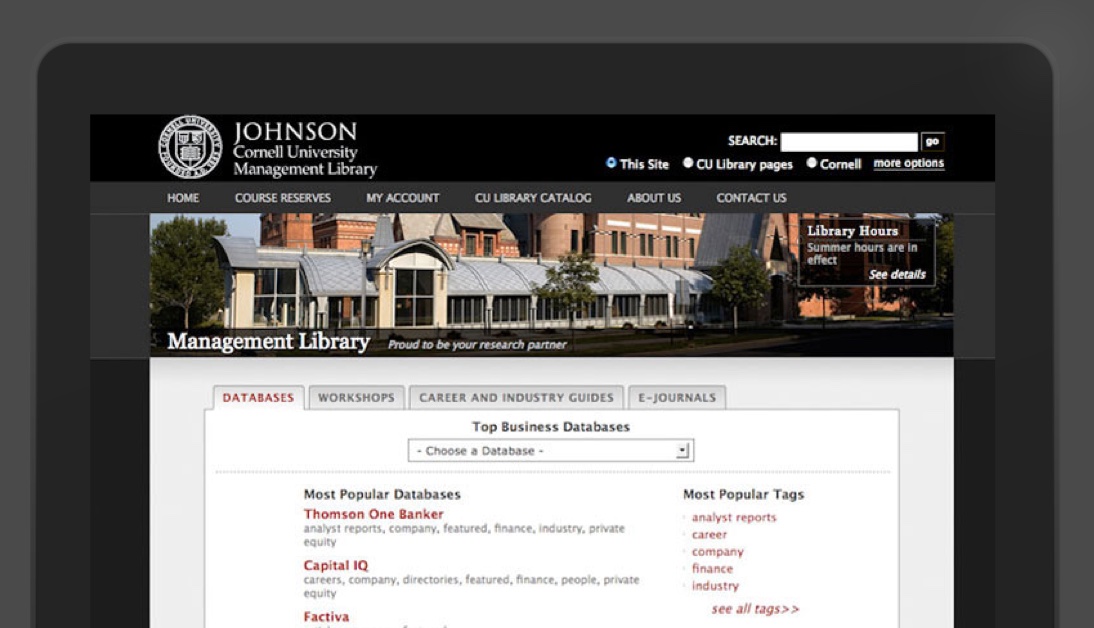 CORNELL UNIVERSITY
JOHNSON
Cornell University
Management Library
SEARCH: go
This Site CU Library pages Cornell more options
HOME COURSE RESERVES MY ACCOUNT CU LIBRARY CATALOG ABOUT US CONTACT US
Library Hours
Summer hours are in
effect
See details
Management Library Proud to be your research partner
DATABASES WORKSHOPS CAREER AND INDUSTRY GUIDES E-JOURNALS
Top Business Databases
- Choose a Database -
Most Popular Databases
Thomson One Banker
analyst reports, company, featured, finance, industry, private
equity
Capital IQ
careers, company, directories, featured, finance, people, private
equity
Factiva
Most Popular Tags
analyst reports
career
company
finance
industry
see all tags>>